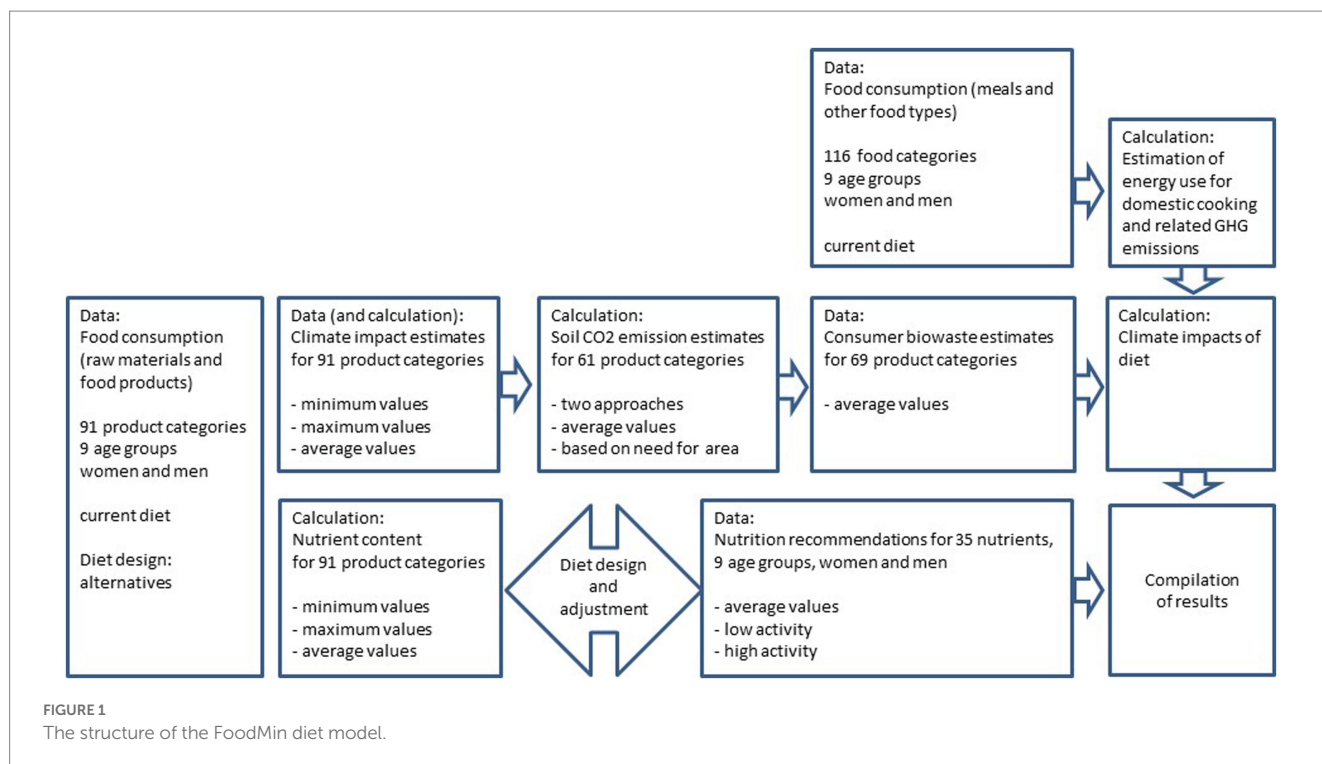 Data:
Food consumption (meals and
other food types)
116 food categories
9 age groups
women and men
current diet
Calculation:
Estimation of
energy use for
domestic cooking
and related GHG
emissions
Data:
Food consumption
(raw materials and
food products)
91 product categories
9 age groups
women and men
current diet
Diet design:
alternatives
Data (and calculation):
Climate impact estimates
for 91 product categories
- minimum values
- maximum values
- average values
Calculation:
Soil CO2 emission estimates
for 61 product categories
- two approaches
- average values
- based on need for area
Data:
Consumer biowaste estimates
for 69 product categories
- average values
Calculation:
Climate impacts of
diet
Calculation:
Nutrient content
for 91 product categories
- minimum values
- maximum values
- average values
Diet design
and
adjustment
Data:
Nutrition recommendations for 35 nutrients,
9 age groups, women and men
- average values
- low activity
- high activity
Compilation
of results
FIGURE 1
The structure of the FoodMin diet model.